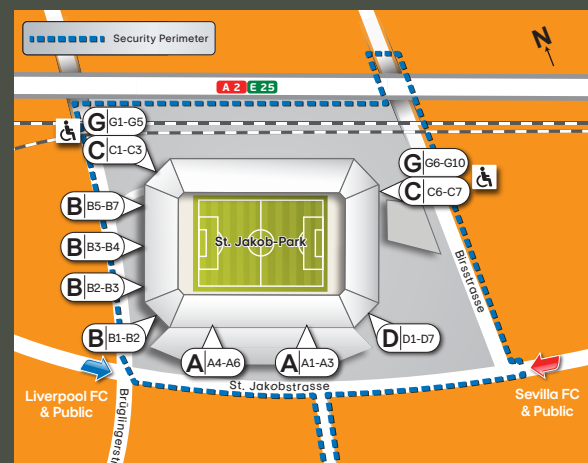 Security Perimeter
N
A 2 E 25
G G1-G5
C C1-C3
G G6-G10
C C6-C7
B B5-B7
St. Jakob-Park
B B3-B4
Birsstrasse
B B2-B3
B B1-B2
D D1-D7
A A4-A6
A A1-A3
St. Jakobstrasse
Liverpool FC
& Public
Sevilla FC
& Public